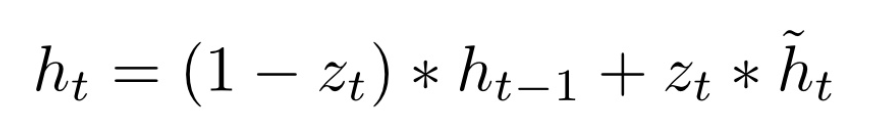 h_t = (1 − z_t) * h_{t−1} + z_t * h̃_t